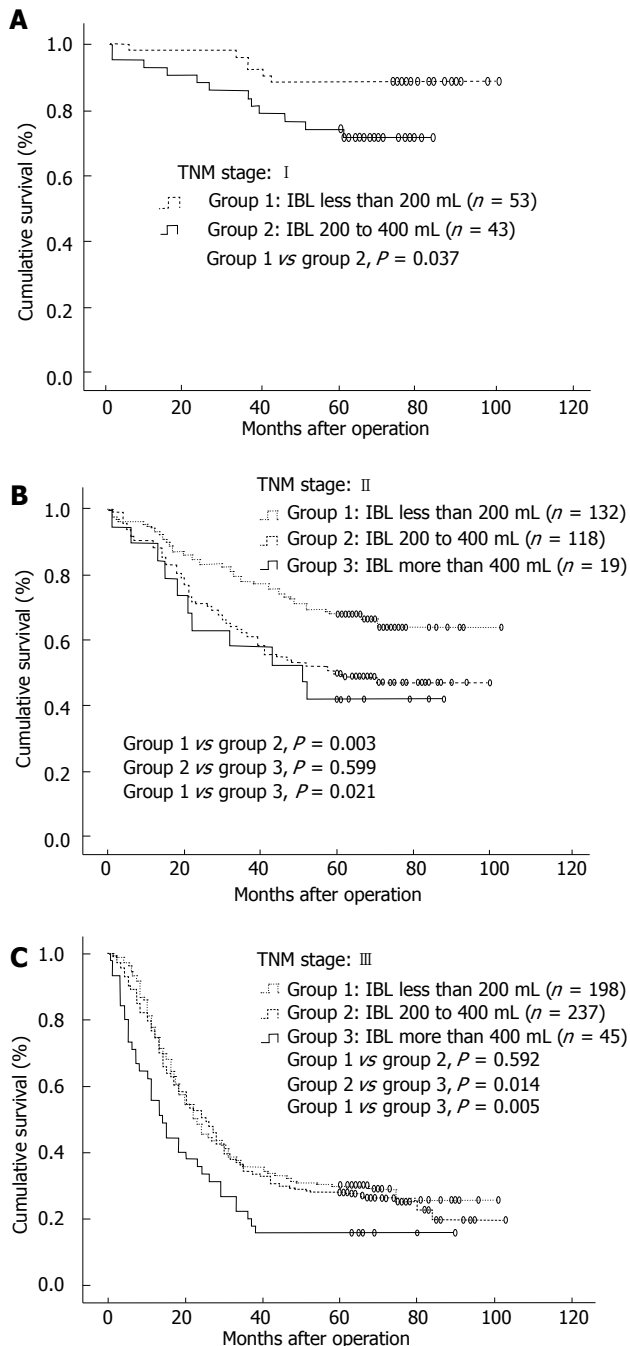 A
1.0
0.8
TNM stage: Ⅰ
0.6
Group 1: IBL less than 200 mL (n = 53)
Group 2: IBL 200 to 400 mL (n = 43)
0.4
Group 1 vs group 2, P = 0.037
0.2
0.0
Cumulative survival (%)
0 20 40 60 80 100 120
Months after operation
B
TNM stage: Ⅱ
1.0
Group 1: IBL less than 200 mL (n = 132)
Group 2: IBL 200 to 400 mL (n = 118)
Group 3: IBL more than 400 mL (n = 19)
0.8
0.6
0.4
Group 1 vs group 2, P = 0.003
Group 2 vs group 3, P = 0.599
0.2
Group 1 vs group 3, P = 0.021
0.0
Cumulative survival (%)
0 20 40 60 80 100 120
Months after operation
C
1.0
TNM stage: Ⅲ
Group 1: IBL less than 200 mL (n = 198)
Group 2: IBL 200 to 400 mL (n = 237)
0.8
Group 3: IBL more than 400 mL (n = 45)
Group 1 vs group 2, P = 0.592
Group 2 vs group 3, P = 0.014
Group 1 vs group 3, P = 0.005
0.6
0.4
0.2
0.0
Cumulative survival (%)
0 20 40 60 80 100 120
Months after operation